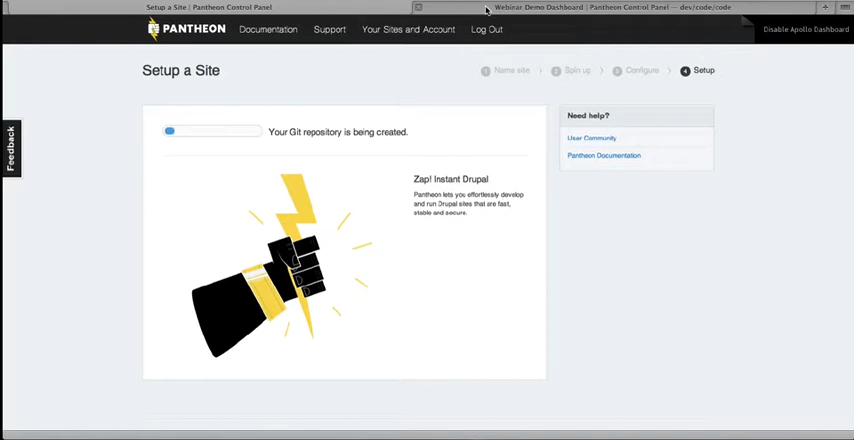 Setup a Site | Pantheon Control Panel
Webinar Demo Dashboard | Pantheon Control Panel — dev/code/code
PANTHEON Documentation Support Your Sites and Account Log Out
Disable Apollo Dashboard
Setup a Site
1 Name site 2 Spin up 3 Configure 4 Setup
Feedback
Your Git repository is being created.
Zap! Instant Drupal
Pantheon lets you effortlessly develop
and run Drupal sites that are fast,
stable and secure.
Need help?
User Community
Pantheon Documentation